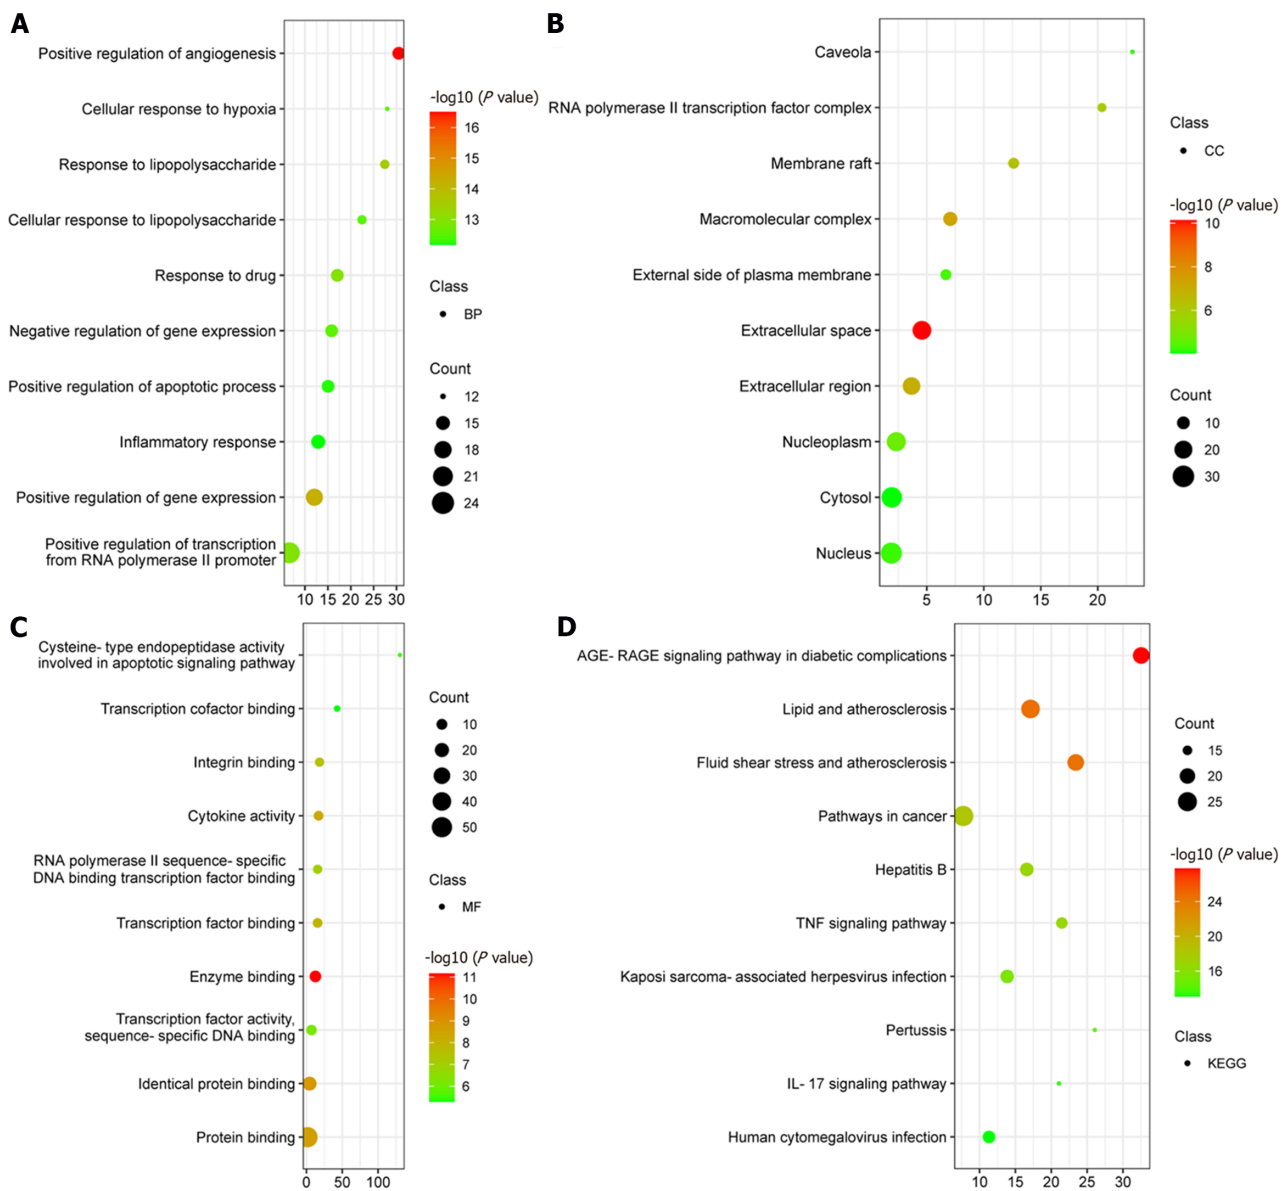 A
Positive regulation of angiogenesis
Cellular response to hypoxia
Response to lipopolysaccharide
Cellular response to lipopolysaccharide
Response to drug
Negative regulation of gene expression
Positive regulation of apoptotic process
Inflammatory response
Positive regulation of gene expression
Positive regulation of transcription
from RNA polymerase II promoter
10 15 20 25 30
-log10 (P value)
16
15
14
13
Class
BP
Count
12
15
18
21
24
B
Caveola
RNA polymerase II transcription factor complex
Membrane raft
Macromolecular complex
External side of plasma membrane
Extracellular space
Extracellular region
Nucleoplasm
Cytosol
Nucleus
5 10 15 20
Class
CC
-log10 (P value)
10
8
6
Count
10
20
30
C
Cysteine- type endopeptidase activity
involved in apoptotic signaling pathway
Transcription cofactor binding
Integrin binding
Cytokine activity
RNA polymerase II sequence- specific
DNA binding transcription factor binding
Transcription factor binding
Enzyme binding
Transcription factor activity,
sequence- specific DNA binding
Identical protein binding
Protein binding
0 50 100
Count
10
20
30
40
50
Class
MF
-log10 (P value)
11
10
9
8
7
6
D
AGE- RAGE signaling pathway in diabetic complications
Lipid and atherosclerosis
Fluid shear stress and atherosclerosis
Pathways in cancer
Hepatitis B
TNF signaling pathway
Kaposi sarcoma- associated herpesvirus infection
Pertussis
IL- 17 signaling pathway
Human cytomegalovirus infection
10 15 20 25 30
Count
15
20
25
-log10 (P value)
24
20
16
Class
KEGG